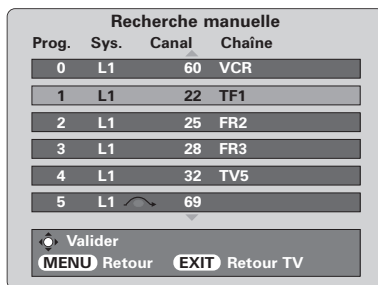 Recherche manuelle
Prog. Sys. Canal Chaîne
0 L1 60 VCR
1 L1 22 TF1
2 L1 25 FR2
3 L1 28 FR3
4 L1 32 TV5
5 L1 69
Valider
MENU Retour EXIT Retour TV